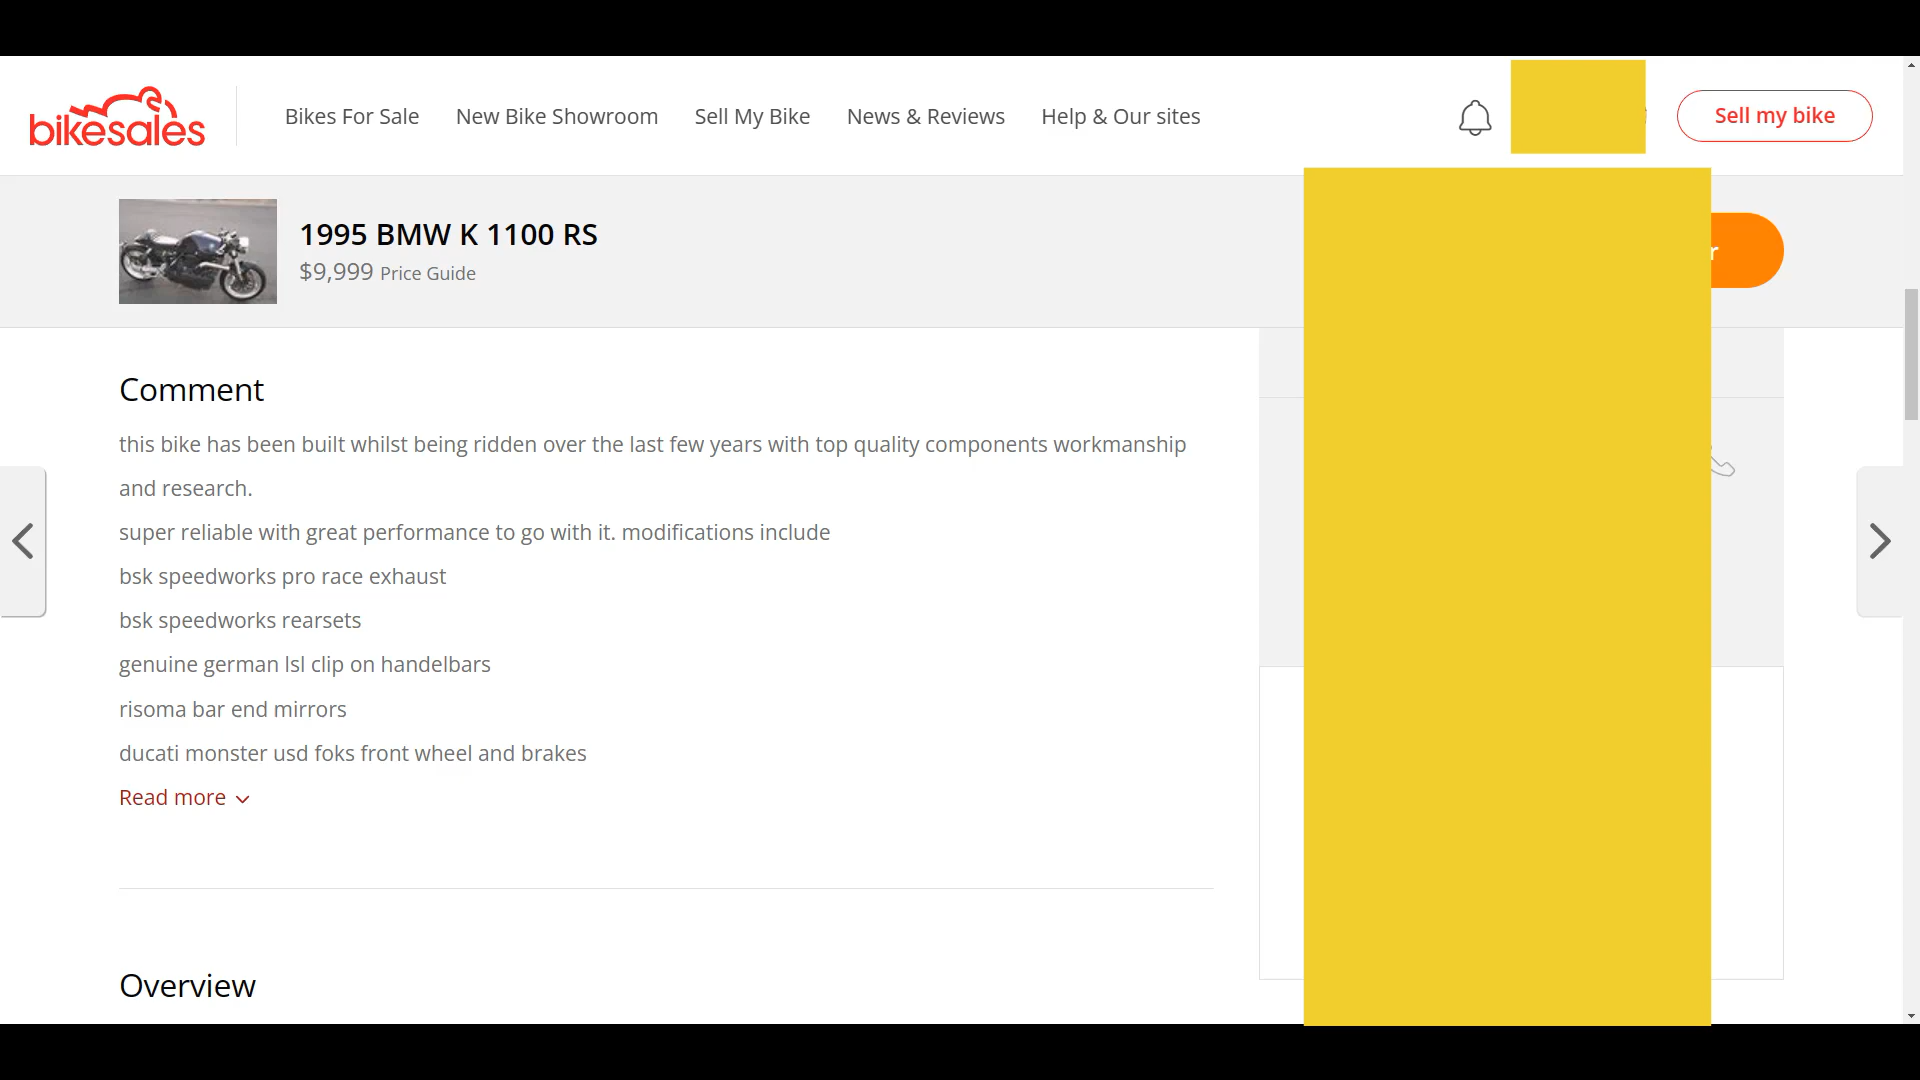 bikesales
Bikes For Sale
New Bike Showroom
Sell My Bike
News & Reviews
Help & Our sites
Sell my bike
1995 BMW K 1100 RS
$9,999 Price Guide
r
Comment
this bike has been built whilst being ridden over the last few years with top quality components workmanship
and research.
super reliable with great performance to go with it. modifications include
bsk speedworks pro race exhaust
bsk speedworks rearsets
genuine german lsl clip on handelbars
risoma bar end mirrors
ducati monster usd foks front wheel and brakes
Read more
Overview